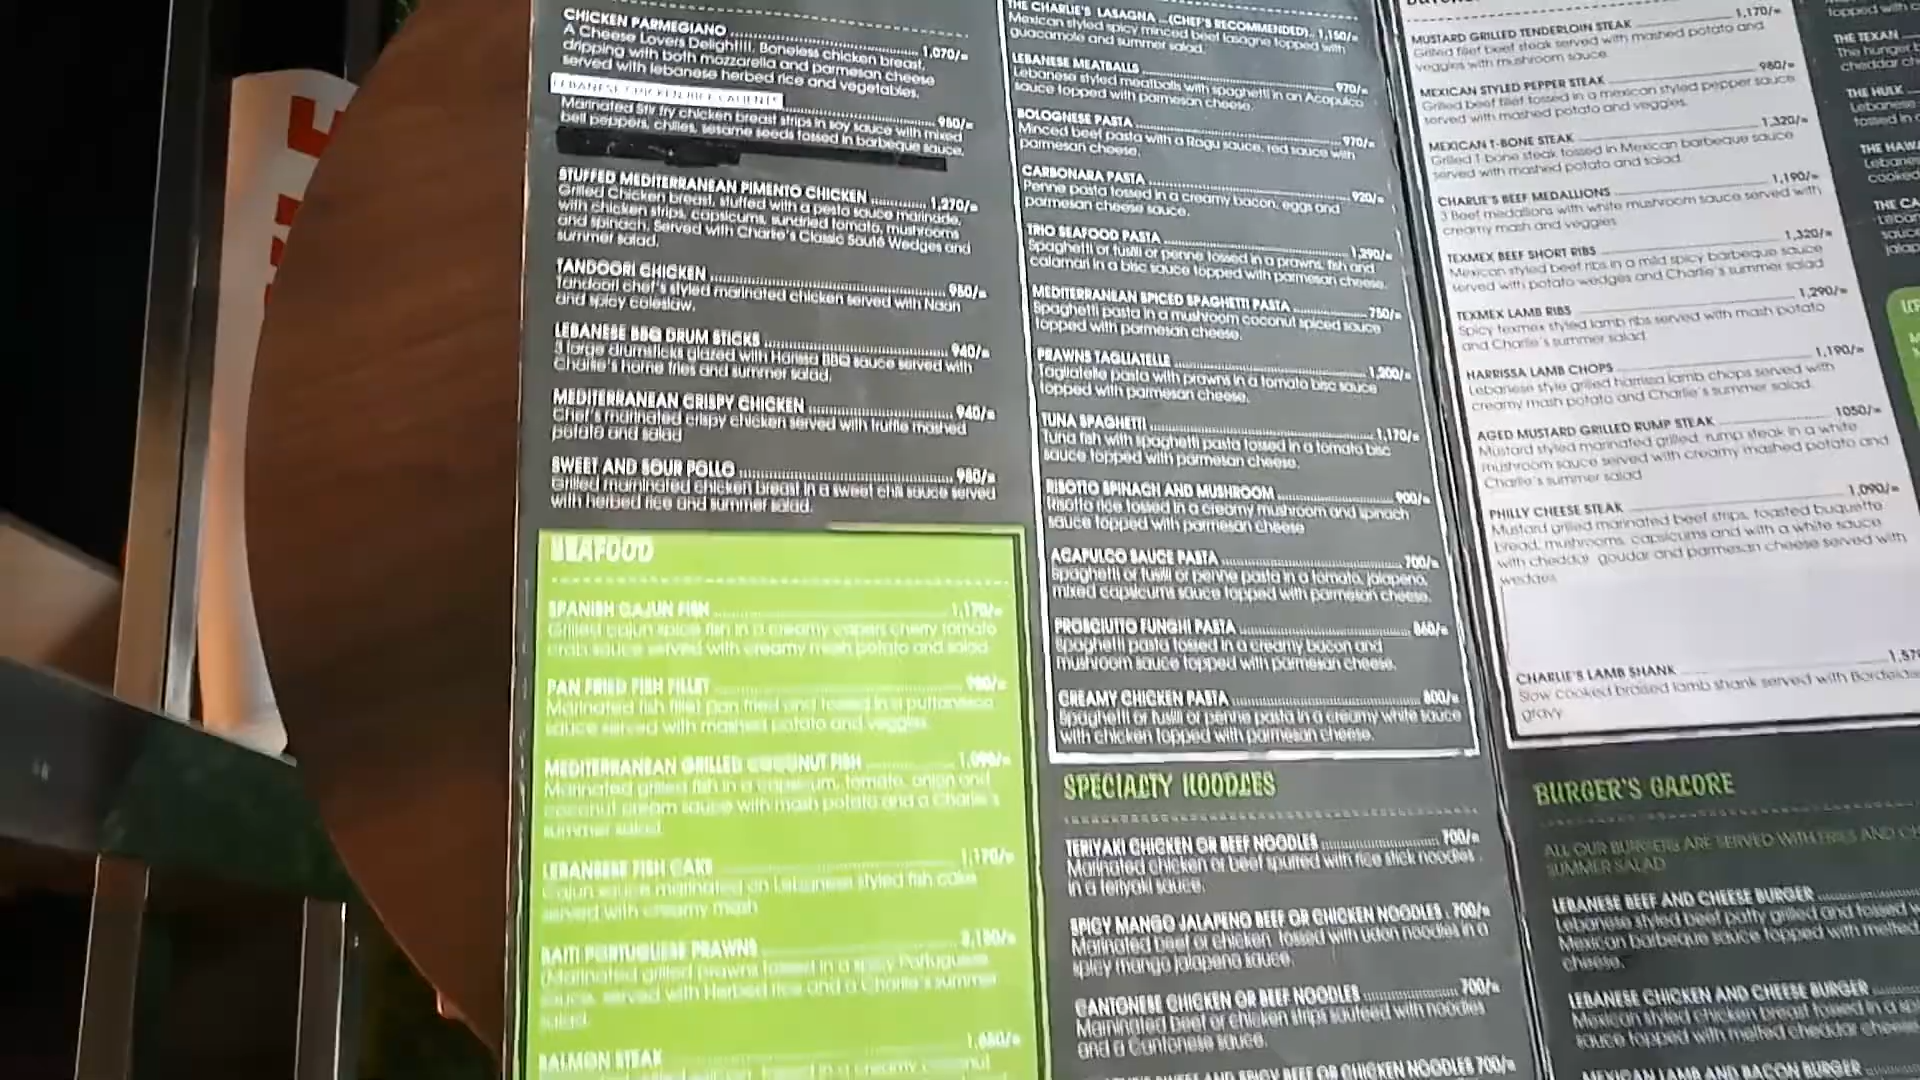 CHICKEN PARMEGIANO ........ 1,070/=
A Cheese Lovers Delight!!!. Boneless chicken breast,
dripping with both mozzarella and parmesan cheese
served with lebanese herbed rice and vegetables.
980/=
Marinated Stir fry chicken breast strips in soy sauce with mixed
bell peppers, chilies, sesame seeds tossed in barbeque sauce.
STUFFED MEDITERRANEAN PIMENTO CHICKEN ........ 1,270/=
Grilled Chicken breast, stuffed with a pesto sauce marinade,
with chicken strips, capsicums, sundried tomato, mushrooms
and spinach. Served with Charlie's Classic Sauté Wedges and
summer salad.
TANDOORI CHICKEN ........ 980/=
Tandoori chef's styled marinated chicken served with Naan
and spicy coleslaw.
LEBANESE BBQ DRUM STICKS ........ 940/=
3 large drumsticks glazed with Harissa BBQ sauce served with
Charlie's home fries and summer salad.
MEDITERRANEAN CRISPY CHICKEN ........ 940/=
Chef's marinated crispy chicken served with truffle mashed
potato and salad
SWEET AND SOUR POLLO ........ 980/=
Grilled marinated chicken breast in a sweet chili sauce served
with herbed rice and summer salad.
SEAFOOD
SPANISH CAJUN FISH ........ 1,170/=
Grilled cajun spice fish in a creamy capers cherry tomato
crab sauce served with creamy mash potato and salad
PAN FRIED FISH FILLET ........ 980/=
Marinated fish fillet pan fried and tossed in a puttanesca
sauce served with mashed potato and veggies.
MEDITERRANEAN GRILLED COCONUT FISH ........ 1,090/=
Marinated grilled fish in a capsicum, tomato, onion and
coconut cream sauce with mash potato and a Charlie's
summer salad.
LEBANESE FISH CAKE ........ 1,170/=
Cajun sauce marinated on Lebanese styled fish cake
served with creamy mash
PORTUGUESE PRAWNS
(Marinated grilled prawns tossed in a spicy Portuguese
sauce, served with Herbed rice and a Charlie's summer
salad.
SALMON STEAK ........ 1,650/=
THE CHARLIE'S LASAGNA ...(CHEF'S RECOMMENDED).. 1,150/=
Mexican styled spicy minced beef lasagne topped with
guacamole and summer salad.
LEBANESE MEATBALLS ........ 970/=
Lebanese styled meatballs with spaghetti in an Acapulco
sauce topped with parmesan cheese.
BOLOGNESE PASTA ........ 970/=
Minced beef pasta with a Ragu sauce, red sauce with
parmesan cheese.
CARBONARA PASTA ........ 920/=
Penne pasta tossed in a creamy bacon, eggs and
parmesan cheese sauce.
TRIO SEAFOOD PASTA ........ 1,290/=
Spaghetti or fusili or penne tossed in a prawns, fish and
calamari in a bisc sauce topped with parmesan cheese.
MEDITERRANEAN SPICED SPAGHETTI PASTA ........ 750/=
Spaghetti pasta in a mushroom coconut spiced sauce
topped with parmesan cheese.
PRAWNS TAGLIATELLE ........ 1,200/=
Tagliatelle pasta with prawns in a tomato bisc sauce
topped with parmesan cheese.
TUNA SPAGHETTI ........ 1,170/=
Tuna fish with spaghetti pasta tossed in a tomato bisc
sauce topped with parmesan cheese.
RISOTTO SPINACH AND MUSHROOM ........ 900/=
Risotto rice tossed in a creamy mushroom and spinach
sauce topped with parmesan cheese
ACAPULCO SAUCE PASTA ........ 700/=
Spaghetti or fusili or penne pasta in a tomato, jalapeno,
mixed capsicums sauce topped with parmesan cheese.
PROSCIUTTO FUNGHI PASTA ........ 860/=
Spaghetti pasta tossed in a creamy bacon and
mushroom sauce topped with parmesan cheese.
CREAMY CHICKEN PASTA ........ 800/=
Spaghetti or fusili or penne pasta in a creamy white sauce
with chicken topped with parmesan cheese.
SPECIALTY NOODLES
TERIYAKI CHICKEN OR BEEF NOODLES ........ 700/=
Marinated chicken or beef spurred with rice stick noodles
in a teriyaki sauce.
SPICY MANGO JALAPENO BEEF OR CHICKEN NOODLES . 700/=
Marinated beef or chicken, tossed with udon noodles in a
spicy mango jalapeno sauce.
CANTONESE CHICKEN OR BEEF NOODLES ........ 700/=
Marninated beef or chicken strips sauteed with noodles
and a Cantonese sauce.
SWEET AND SPICY BEEF OR CHICKEN NOODLES 700/=
MUSTARD GRILLED TENDERLOIN STEAK ........ 1,170/=
Grilled filet beef steak served with mashed potato and
veggies with mushroom sauce.
MEXICAN STYLED PEPPER STEAK ........ 980/=
Grilled beef fillet tossed in a mexican styled pepper sauce
served with mashed potato and veggies.
MEXICAN T-BONE STEAK ........ 1,320/=
Grilled T-bone steak tossed in Mexican barbeque sauce
served with mashed potato and salad.
CHARLIE'S BEEF MEDALLIONS ........ 1,190/=
3 Beef medallions with white mushroom sauce served with
creamy mash and veggies
TEXMEX BEEF SHORT RIBS ........ 1,320/=
Mexican styled beef ribs in a mild spicy barbeque sauce
served with potato wedges and Charlie's summer salad
TEXMEX LAMB RIBS ........ 1,290/=
Spicy texmex styled lamb ribs served with mash potato
and Charlie's summer salad.
HARRISSA LAMB CHOPS ........ 1,190/=
Lebanese style grilled harrissa lamb chops served with
creamy mash potato and Charlie's summer salad.
AGED MUSTARD GRILLED RUMP STEAK ........ 1050/=
Mustard styled marinated grilled rump steak in a white
mushroom sauce served with creamy mashed potato and
Charlie's summer salad
PHILLY CHEESE STEAK ........ 1,090/=
Mustard grilled marinated beef strips, toasted buquette
bread, mushrooms, capsicums and with a white sauce
with cheddar, goudar and parmesan cheese served with
wedges
CHARLIE'S LAMB SHANK
Slow cooked braised lamb shank served with
gravy
BURGER'S GALORE
ALL OUR BURGERS ARE SERVED WITH FRIES AND
SUMMER SALAD
LEBANESE BEEF AND CHEESE BURGER
Lebanese styled beef patty grilled and tossed
Mexican barbeque sauce topped with melted
cheese.
LEBANESE CHICKEN AND CHEESE BURGER
Mexican styled chicken breast tossed in a
sauce topped with melted cheddar
MEXICAN LAMB AND BACON BURGER
topped with
THE TEXAN
The hunger
cheddar
THE HULK
Lebanese
tossed in
THE
cooked
THE
sauce